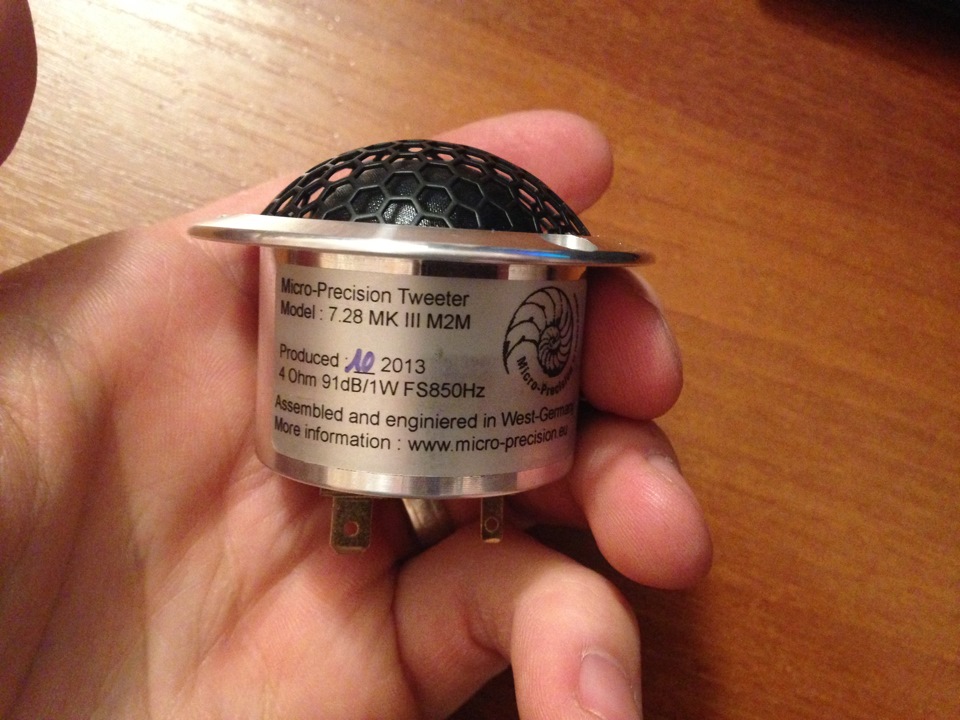 Micro-Precision Tweeter
Model : 7.28 MK III M2M
Produced : 10 2013
4 Ohm 91dB/1W FS850Hz
Assembled and enginiered in West-Germany
More information : www.micro-precision.eu
Micro-Precision